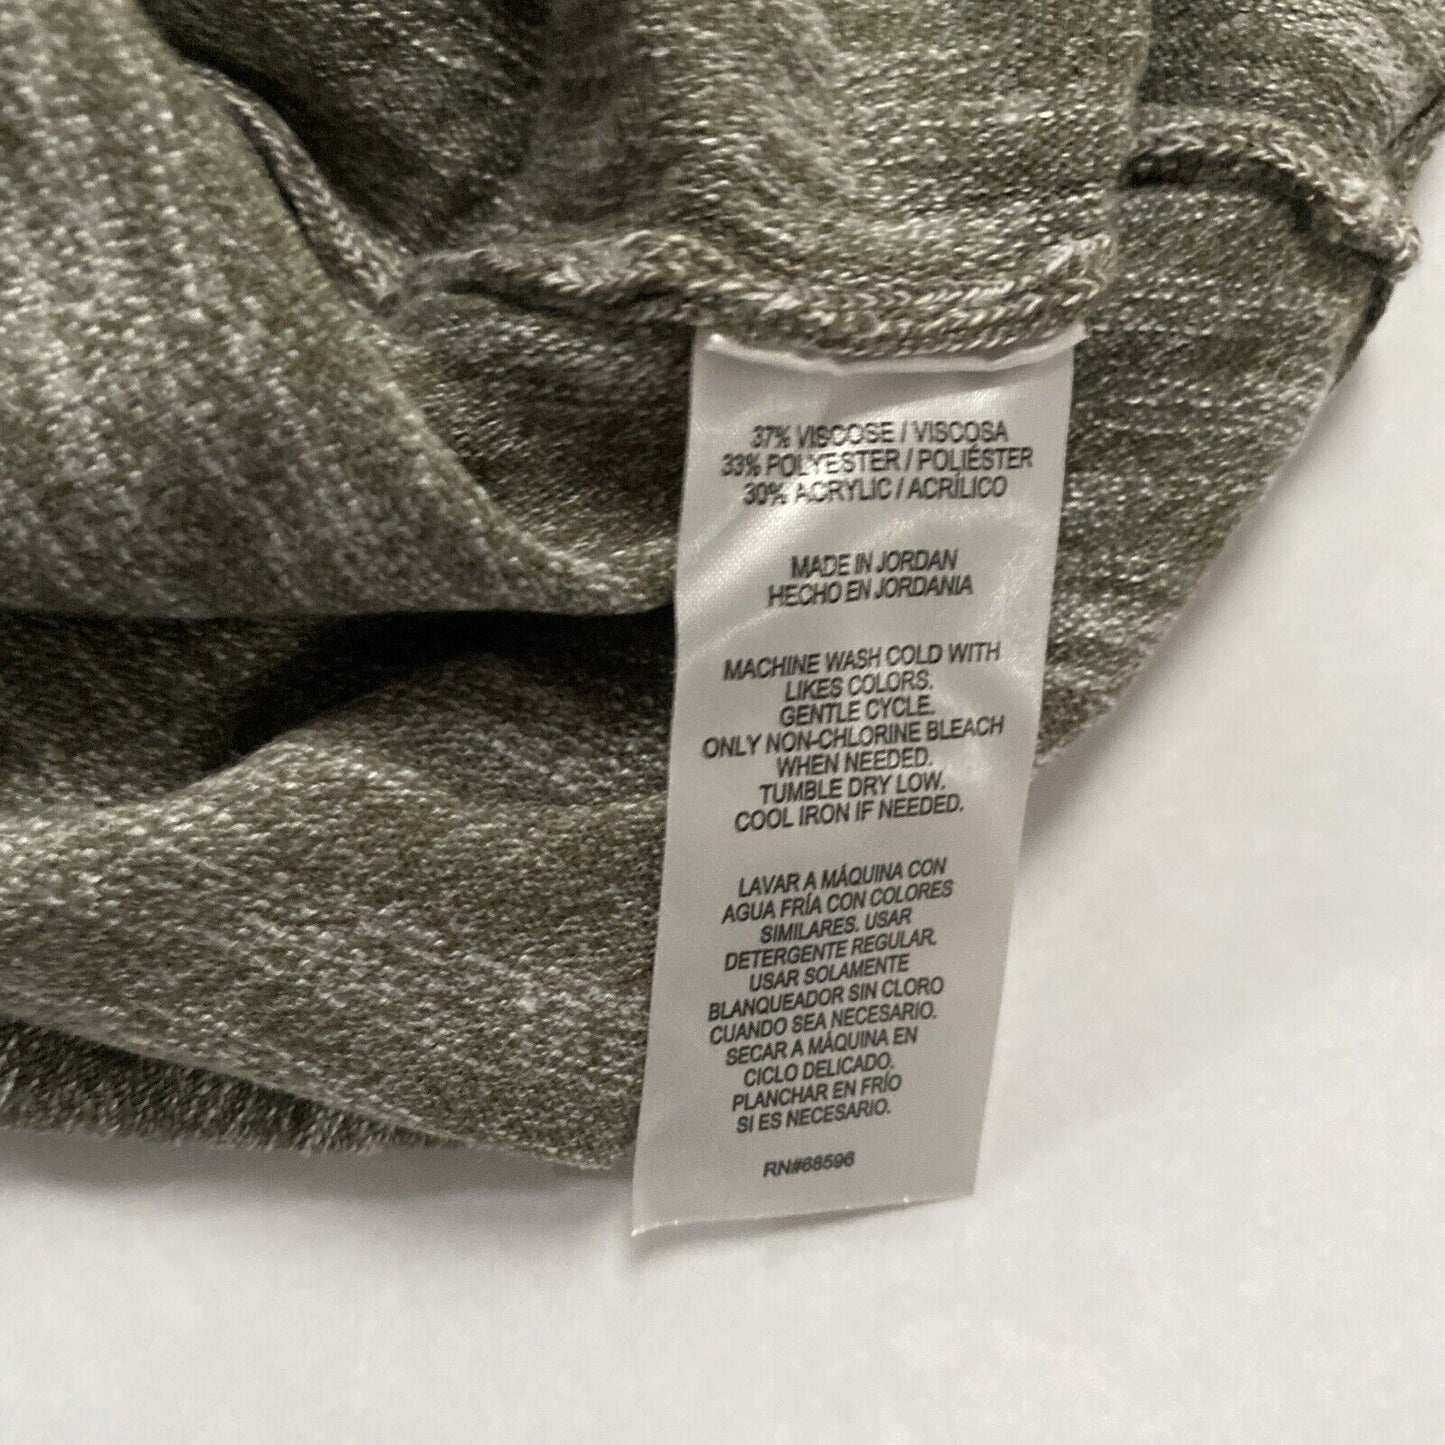 37% VISCOSE / VISCOSA
33% POLYESTER / POLIÉSTER
30% ACRYLIC / ACRÍLICO
MADE IN JORDAN
HECHO EN JORDANIA
MACHINE WASH COLD WITH
LIKES COLORS.
GENTLE CYCLE.
ONLY NON-CHLORINE BLEACH
WHEN NEEDED.
TUMBLE DRY LOW.
COOL IRON IF NEEDED.
LAVAR A MÁQUINA CON
AGUA FRÍA CON COLORES
SIMILARES. USAR
DETERGENTE REGULAR.
USAR SOLAMENTE
BLANQUEADOR SIN CLORO
CUANDO SEA NECESARIO.
SECAR A MÁQUINA EN
CICLO DELICADO.
PLANCHAR EN FRÍO
SI ES NECESARIO.
RN#68596